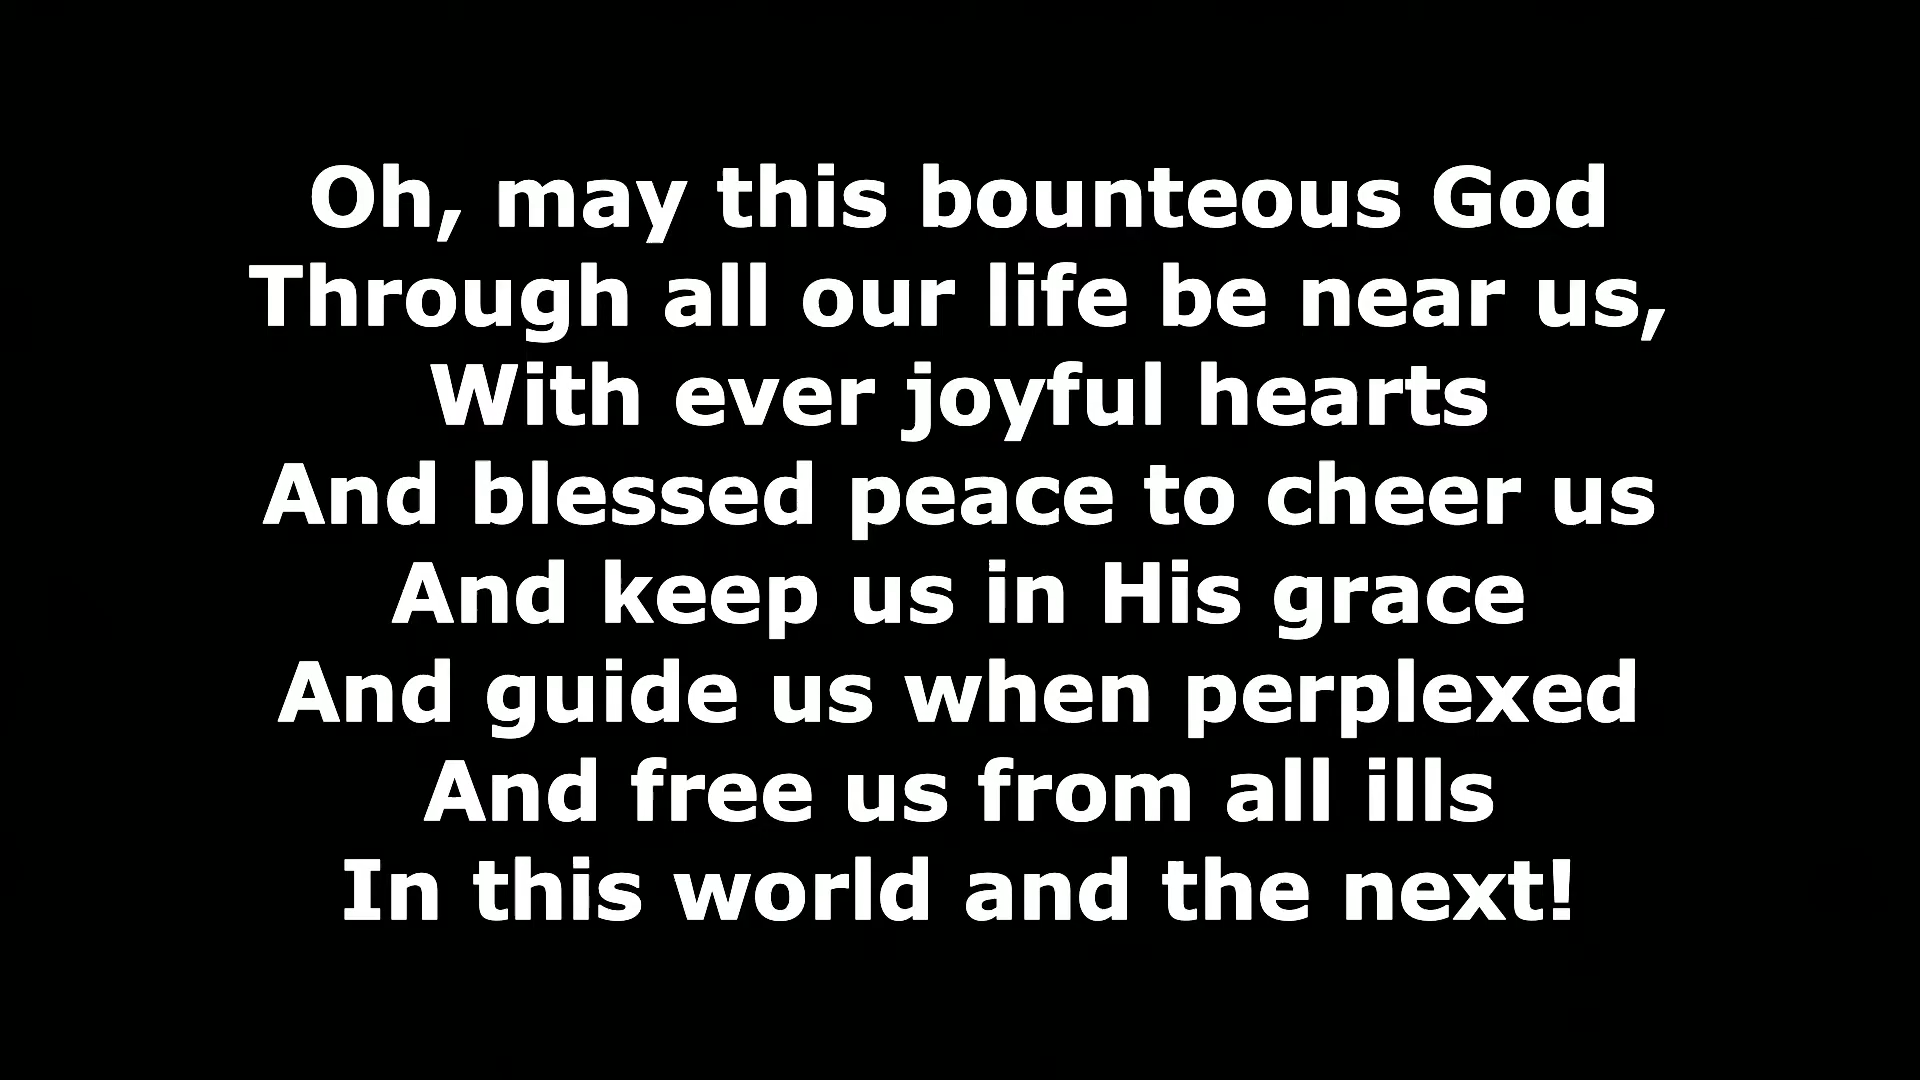 Oh, may this bounteous God
Through all our life be near us,
With ever joyful hearts
And blessed peace to cheer us
And keep us in His grace
And guide us when perplexed
And free us from all ills
In this world and the next!